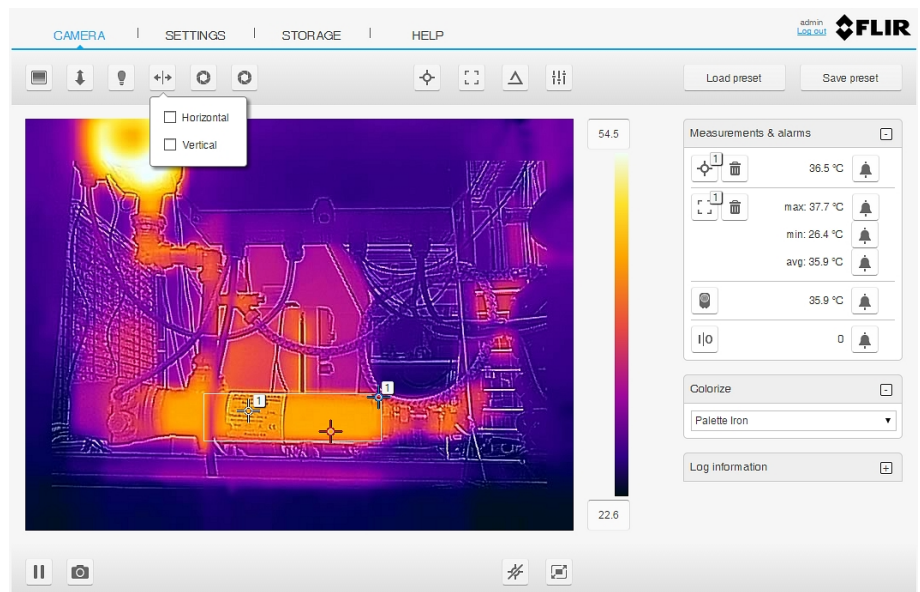 admin
CAMERA SETTINGS STORAGE HELP
Log out
FLIR
Load preset Save preset
Horizontal
Vertical
54.5
Measurements & alarms
1
36.5 °C
1
max: 37.7 °C
min: 26.4 °C
avg: 35.9 °C
35.9 °C
I|O 0
1
1
Colorize
Palette Iron
Log information
22.6